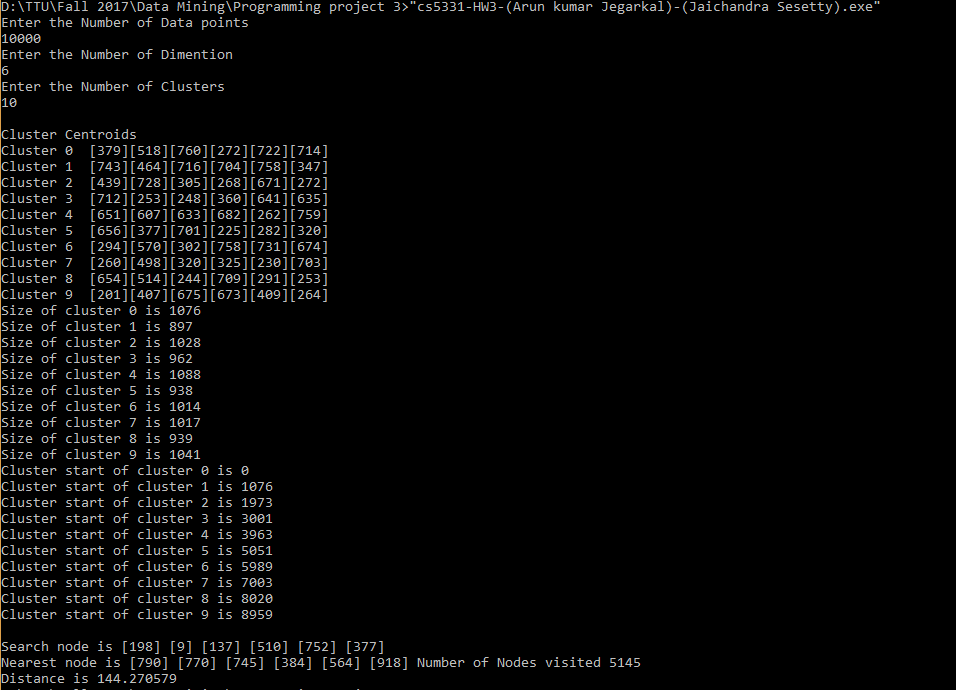 D:\TTU\Fall 2017\Data Mining\Programming project 3>"cs5331-HW3-(Arun kumar Jegarkal)-(Jaichandra Sesetty).exe"
Enter the Number of Data points
10000
Enter the Number of Dimention
6
Enter the Number of Clusters
10
Cluster Centroids
Cluster 0  [379][518][760][272][722][714]
Cluster 1  [743][464][716][704][758][347]
Cluster 2  [439][728][305][268][671][272]
Cluster 3  [712][253][248][360][641][635]
Cluster 4  [651][607][633][682][262][759]
Cluster 5  [656][377][701][225][282][320]
Cluster 6  [294][570][302][758][731][674]
Cluster 7  [260][498][320][325][230][703]
Cluster 8  [654][514][244][709][291][253]
Cluster 9  [201][407][675][673][409][264]
Size of cluster 0 is 1076
Size of cluster 1 is 897
Size of cluster 2 is 1028
Size of cluster 3 is 962
Size of cluster 4 is 1088
Size of cluster 5 is 938
Size of cluster 6 is 1014
Size of cluster 7 is 1017
Size of cluster 8 is 939
Size of cluster 9 is 1041
Cluster start of cluster 0 is 0
Cluster start of cluster 1 is 1076
Cluster start of cluster 2 is 1973
Cluster start of cluster 3 is 3001
Cluster start of cluster 4 is 3963
Cluster start of cluster 5 is 5051
Cluster start of cluster 6 is 5989
Cluster start of cluster 7 is 7003
Cluster start of cluster 8 is 8020
Cluster start of cluster 9 is 8959
Search node is [198] [9] [137] [510] [752] [377]
Nearest node is [790] [770] [745] [384] [564] [918] Number of Nodes visited 5145
Distance is 144.270579